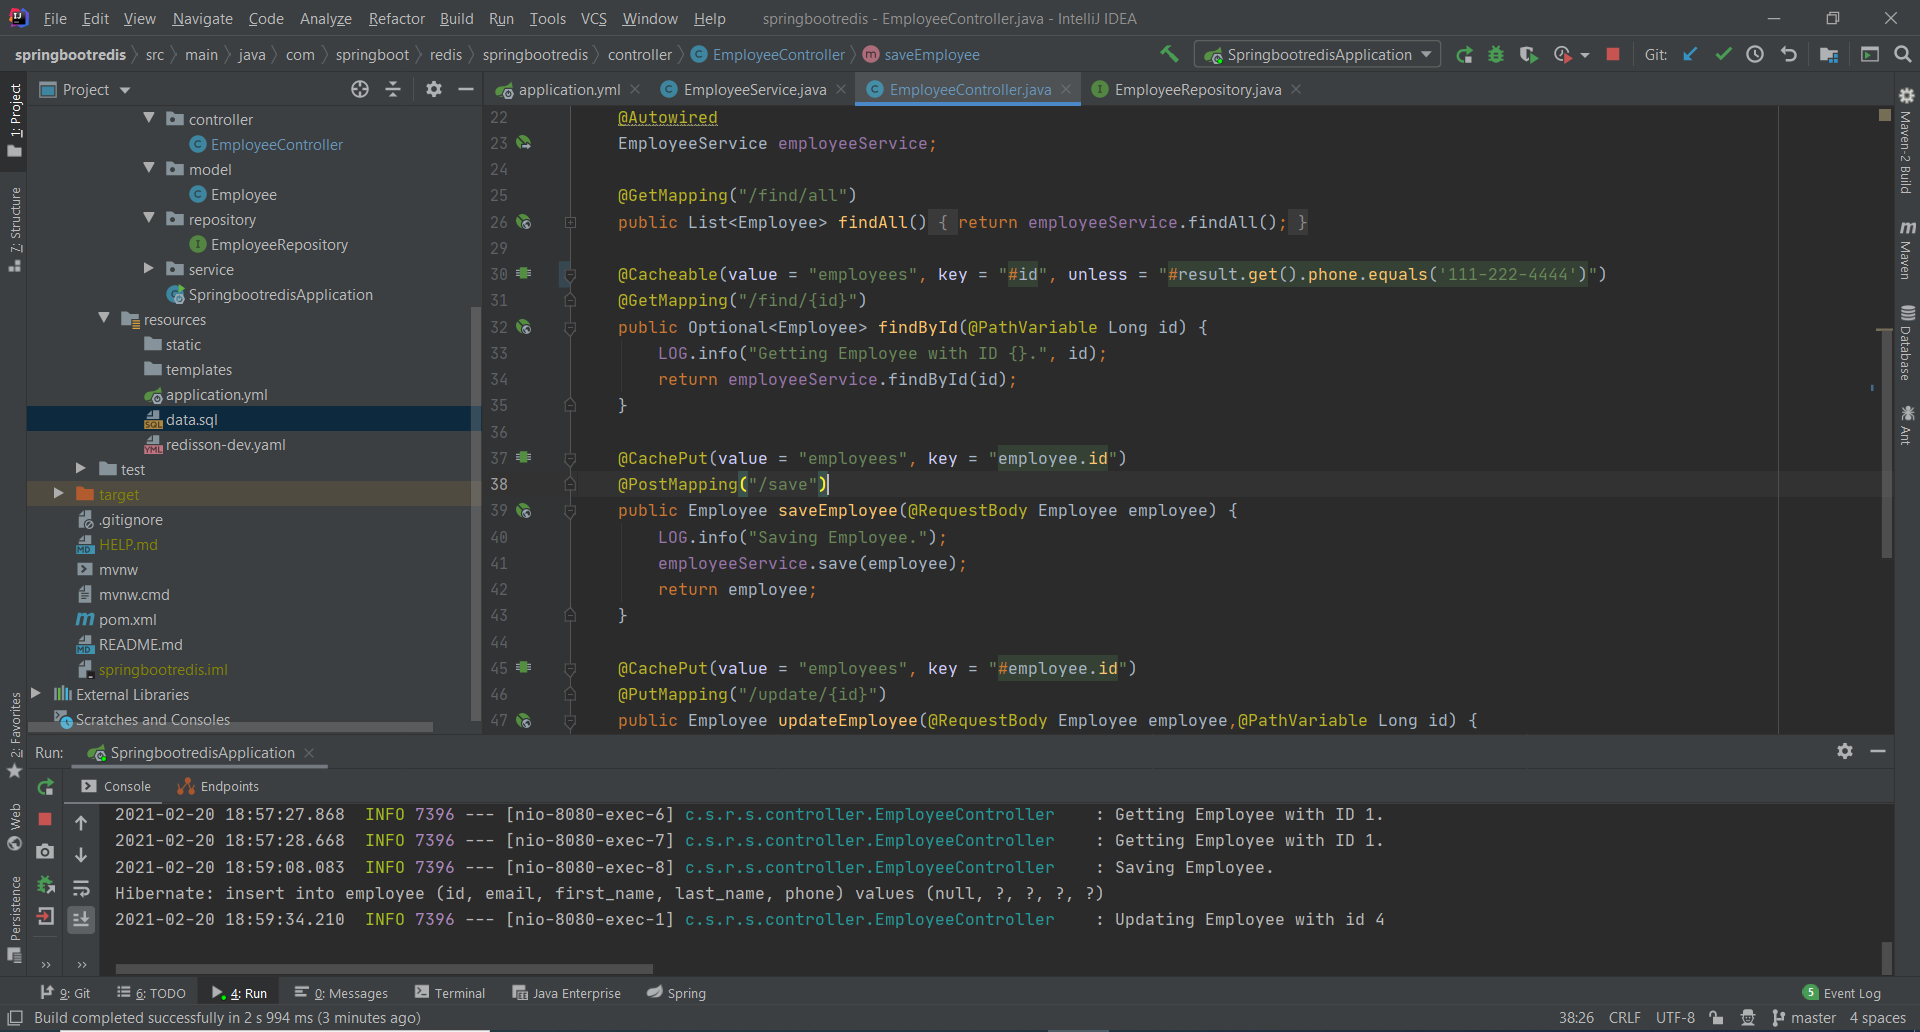 File Edit View Navigate Code Analyze Refactor Build Run Tools VCS Window Help springbootredis - EmployeeController.java - IntelliJ IDEA
springbootredis src main java com springboot redis springbootredis controller EmployeeController saveEmployee SpringbootredisApplication Git:
1: Project
7: Structure
2: Favorites
Web
Persistence
Project
controller
EmployeeController
model
Employee
repository
EmployeeRepository
service
SpringbootredisApplication
resources
static
templates
application.yml
data.sql
redisson-dev.yaml
test
target
.gitignore
HELP.md
mvnw
mvnw.cmd
pom.xml
README.md
springbootredis.iml
External Libraries
Scratches and Consoles
application.yml EmployeeService.java EmployeeController.java EmployeeRepository.java
22 @Autowired
23 EmployeeService employeeService;
24
25 @GetMapping("/find/all")
26 public List<Employee> findAll() { return employeeService.findAll(); }
29
30 @Cacheable(value = "employees", key = "#id", unless = "#result.get().phone.equals('111-222-4444')")
31 @GetMapping("/find/{id}")
32 public Optional<Employee> findById(@PathVariable Long id) {
33 LOG.info("Getting Employee with ID {}.", id);
34 return employeeService.findById(id);
35 }
36
37 @CachePut(value = "employees", key = "employee.id")
38 @PostMapping("/save")
39 public Employee saveEmployee(@RequestBody Employee employee) {
40 LOG.info("Saving Employee.");
41 employeeService.save(employee);
42 return employee;
43 }
44
45 @CachePut(value = "employees", key = "#employee.id")
46 @PutMapping("/update/{id}")
47 public Employee updateEmployee(@RequestBody Employee employee,@PathVariable Long id) {
Maven-2 Build
Maven
Database
Ant
Run: SpringbootredisApplication
Console Endpoints
2021-02-20 18:57:27.868 INFO 7396 --- [nio-8080-exec-6] c.s.r.s.controller.EmployeeController : Getting Employee with ID 1.
2021-02-20 18:57:28.668 INFO 7396 --- [nio-8080-exec-7] c.s.r.s.controller.EmployeeController : Getting Employee with ID 1.
2021-02-20 18:59:08.083 INFO 7396 --- [nio-8080-exec-8] c.s.r.s.controller.EmployeeController : Saving Employee.
Hibernate: insert into employee (id, email, first_name, last_name, phone) values (null, ?, ?, ?, ?)
2021-02-20 18:59:34.210 INFO 7396 --- [nio-8080-exec-1] c.s.r.s.controller.EmployeeController : Updating Employee with id 4
9: Git 6: TODO 4: Run 0: Messages Terminal Java Enterprise Spring 5 Event Log
Build completed successfully in 2 s 994 ms (3 minutes ago) 38:26 CRLF UTF-8 master 4 spaces